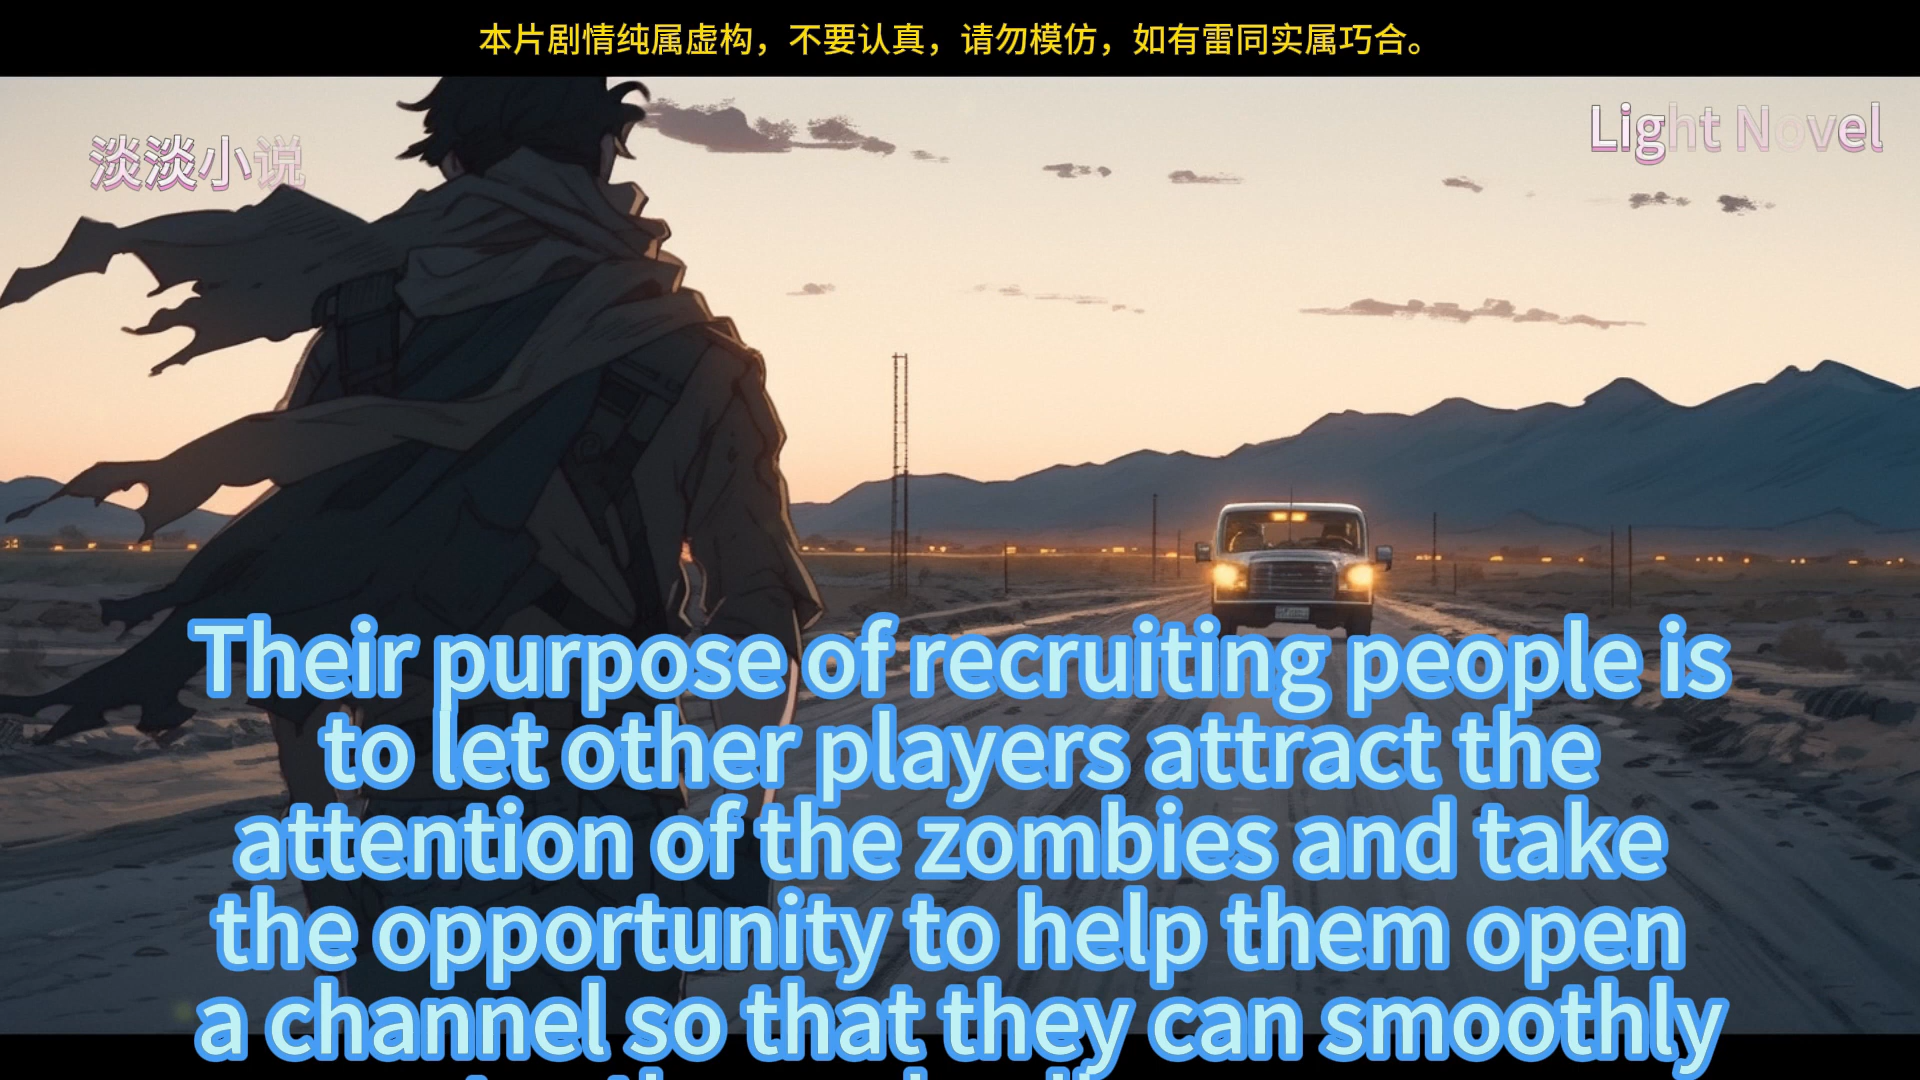 本片剧情纯属虚构，不要认真，请勿模仿，如有雷同实属巧合。
淡淡小说
Light Novel
Their purpose of recruiting people is
to let other players attract the
attention of the zombies and take
the opportunity to help them open
a channel so that they can smoothly